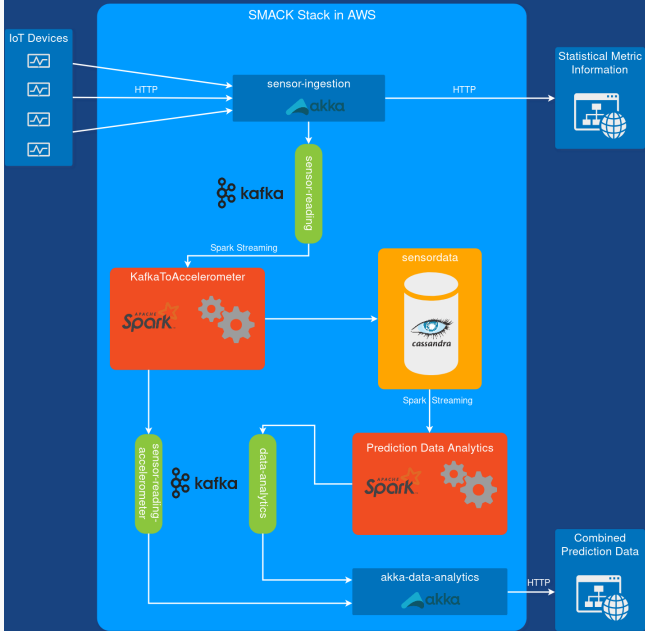 SMACK Stack in AWS
IoT Devices
HTTP
sensor-ingestion
akka
HTTP
Statistical Metric
Information
kafka
sensor-reading
Spark Streaming
KafkaToAccelerometer
APACHE
Spark
sensordata
cassandra
Spark Streaming
sensor-reading-
accelerometer
kafka
data-analytics
Prediction Data Analytics
APACHE
Spark
akka-data-analytics
akka
HTTP
Combined
Prediction Data